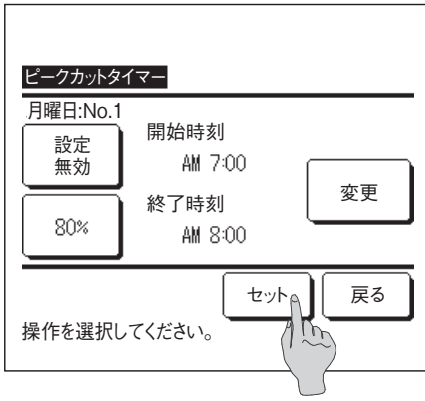 ピークカットタイマー
月曜日:No.1
設定
無効
開始時刻
AM 7:00
変更
80%
終了時刻
AM 8:00
セット
戻る
操作を選択してください。